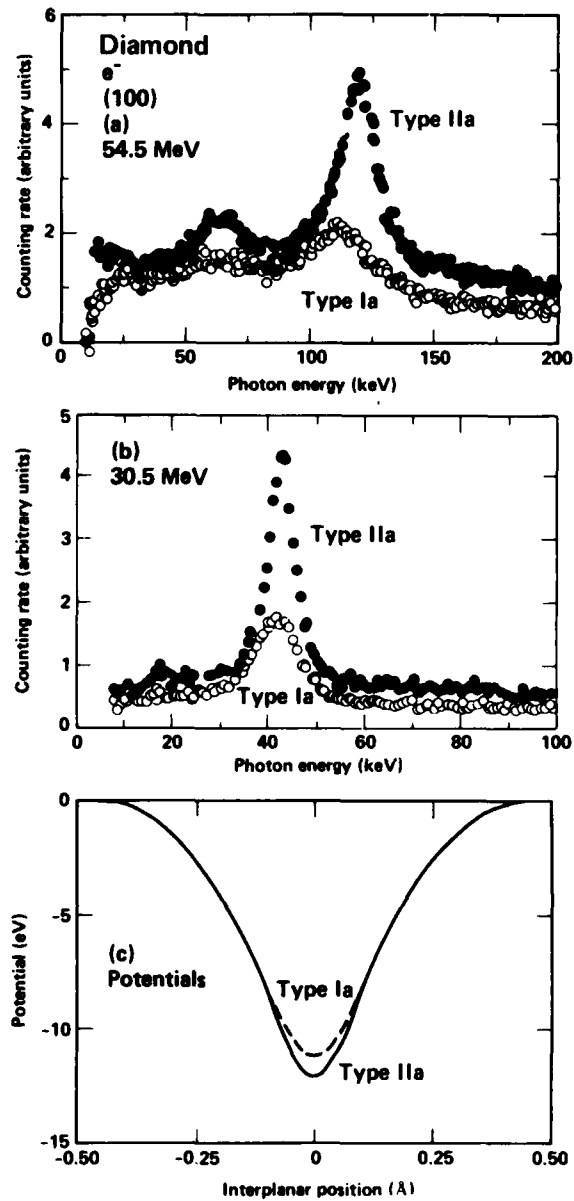 Diamond
e⁻
(100)
(a)
54.5 MeV
Type IIa
Type Ia
Counting rate (arbitrary units)
6
4
2
0
0
50
100
150
200
Photon energy (keV)
(b)
30.5 MeV
Type IIa
Type Ia
Counting rate (arbitrary units)
5
4
3
2
1
0
0
20
40
60
80
100
Photon energy (keV)
(c)
Potentials
Type Ia
Type IIa
Potential (eV)
0
-5
-10
-15
-0.50
-0.25
0
0.25
0.50
Interplanar position (Å)